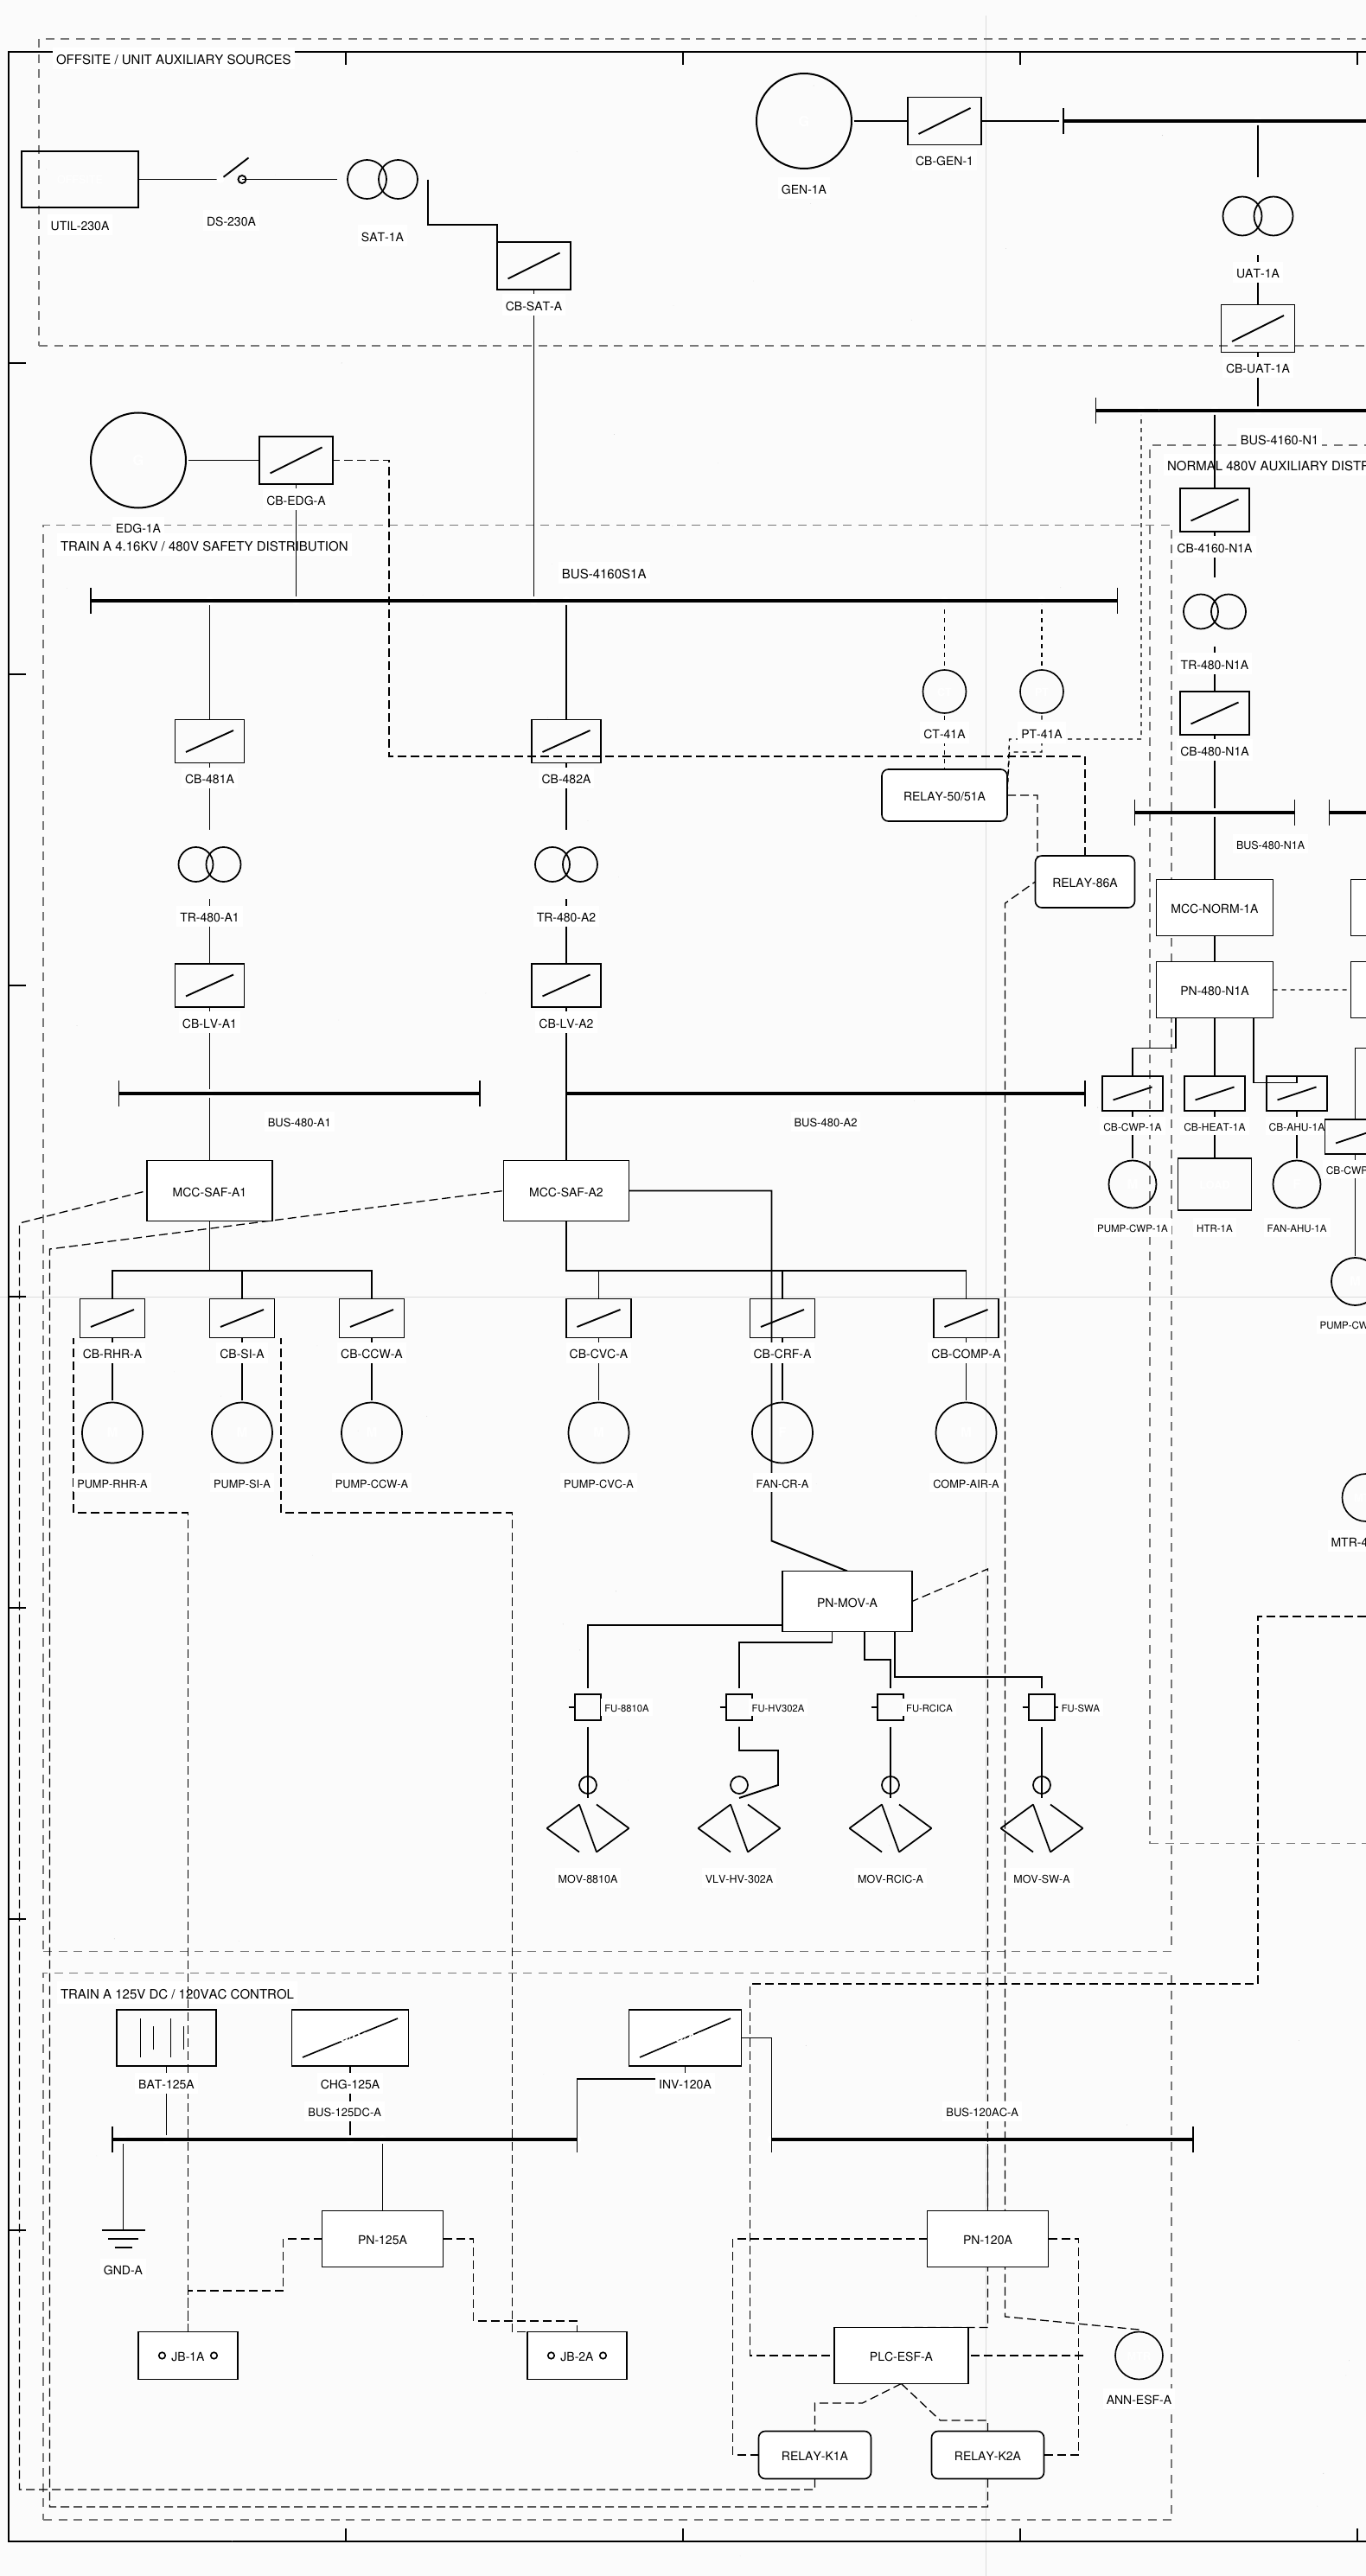 OFFSITE / UNIT AUXILIARY SOURCES
CB-GEN-1
GEN-1A
UTIL-230A
DS-230A
SAT-1A
UAT-1A
CB-SAT-A
CB-UAT-1A
BUS-4160-N1
NORMAL 480V AUXILIARY DISTR
CB-EDG-A
EDG-1A
TRAIN A 4.16KV / 480V SAFETY DISTRIBUTION
CB-4160-N1A
BUS-4160S1A
TR-480-N1A
CT-41A
PT-41A
CB-480-N1A
CB-481A
CB-482A
RELAY-50/51A
BUS-480-N1A
RELAY-86A
MCC-NORM-1A
TR-480-A1
TR-480-A2
PN-480-N1A
CB-LV-A1
CB-LV-A2
BUS-480-A1
BUS-480-A2
CB-CWP-1A
CB-HEAT-1A
CB-AHU-1A
CB-CWP
MCC-SAF-A1
MCC-SAF-A2
PUMP-CWP-1A
HTR-1A
FAN-AHU-1A
PUMP-CW
CB-RHR-A
CB-SI-A
CB-CCW-A
CB-CVC-A
CB-CRF-A
CB-COMP-A
PUMP-RHR-A
PUMP-SI-A
PUMP-CCW-A
PUMP-CVC-A
FAN-CR-A
COMP-AIR-A
MTR-4
PN-MOV-A
FU-8810A
FU-HV302A
FU-RCICA
FU-SWA
MOV-8810A
VLV-HV-302A
MOV-RCIC-A
MOV-SW-A
TRAIN A 125V DC / 120VAC CONTROL
BAT-125A
CHG-125A
INV-120A
BUS-125DC-A
BUS-120AC-A
PN-125A
PN-120A
GND-A
JB-1A
JB-2A
PLC-ESF-A
ANN-ESF-A
RELAY-K1A
RELAY-K2A